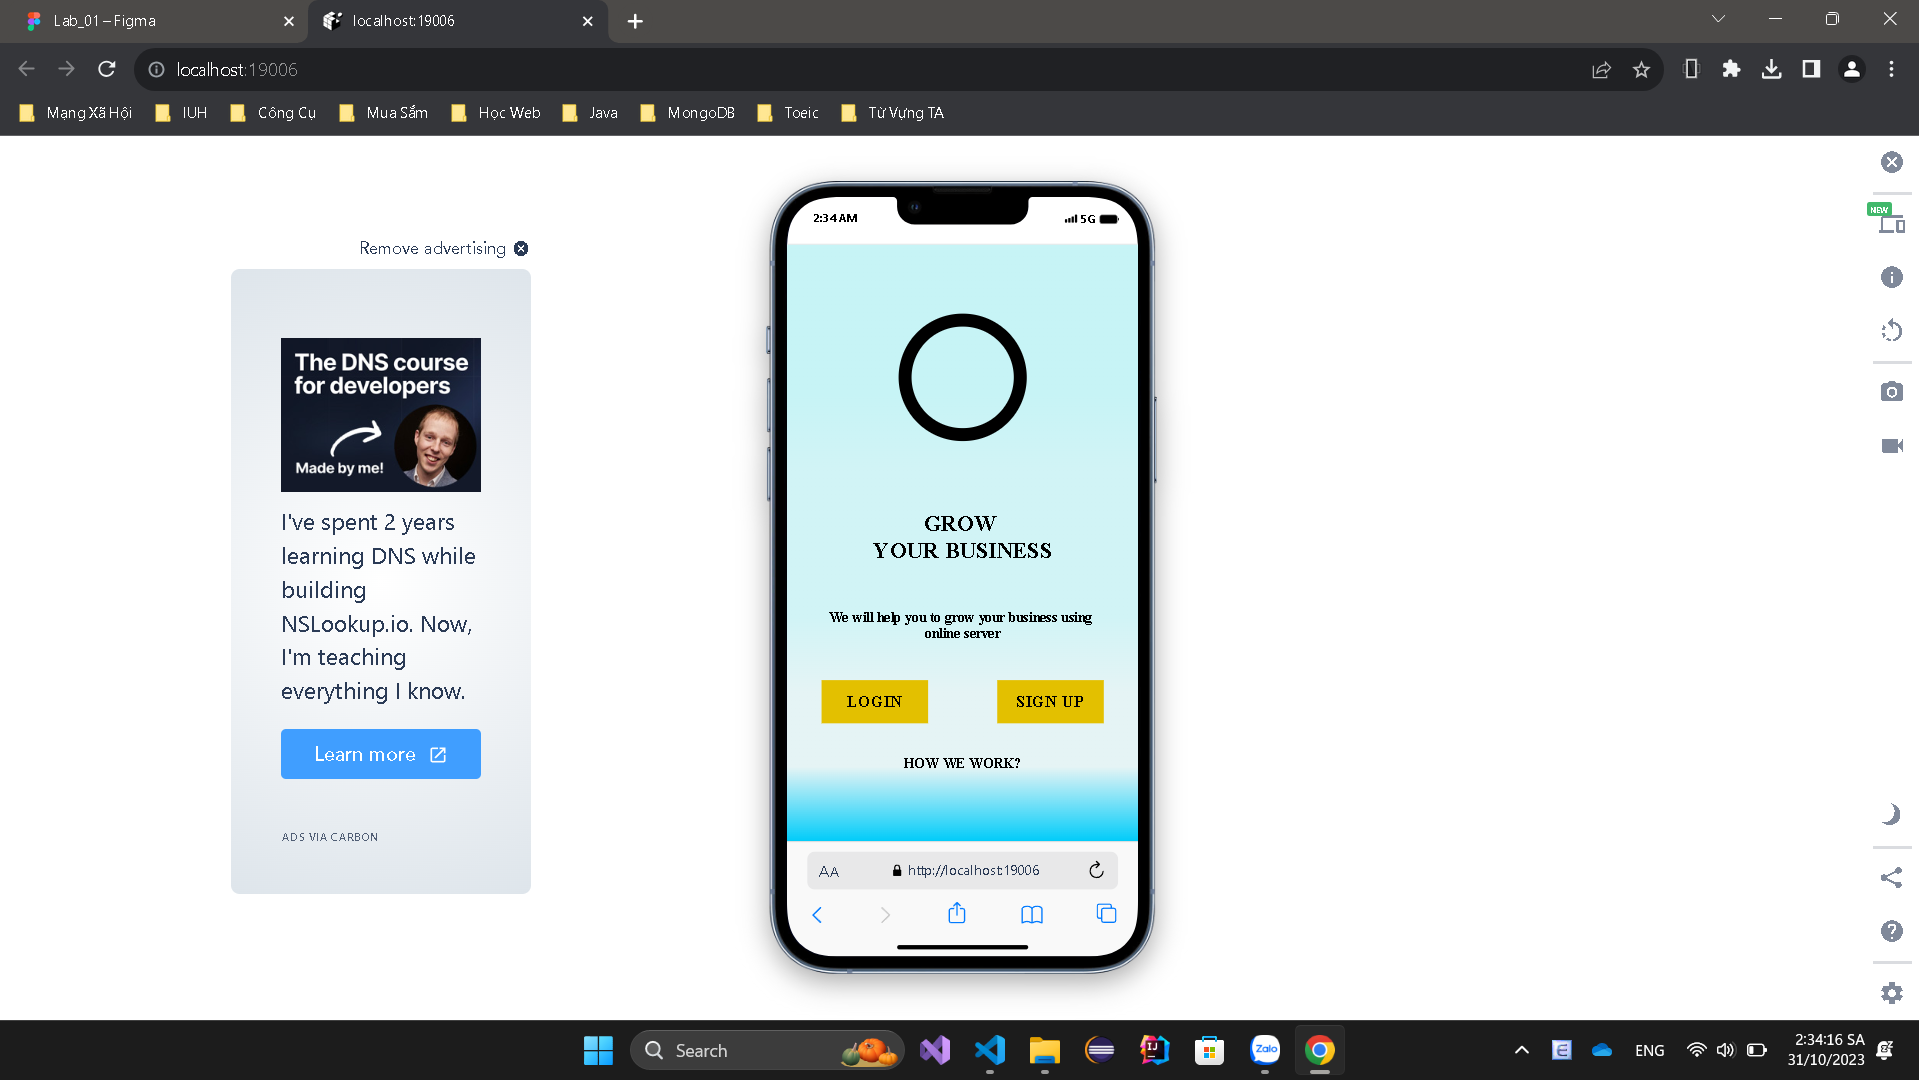 Lab_01 – Figma
localhost:19006
localhost:19006
Mạng Xã Hội
IUH
Công Cụ
Mua Sắm
Học Web
Java
MongoDB
Toeic
Từ Vựng TA
NEW
Remove advertising
The DNS course
for developers
Made by me!
I've spent 2 years
learning DNS while
building
NSLookup.io. Now,
I'm teaching
everything I know.
Learn more
ADS VIA CARBON
2:34 AM
5G
GROW
YOUR BUSINESS
We will help you to grow your business using
online server
LOGIN
SIGN UP
HOW WE WORK?
AA
http://localhost:19006
Search
IJ
Zalo
ENG
2:34:16 SA
31/10/2023